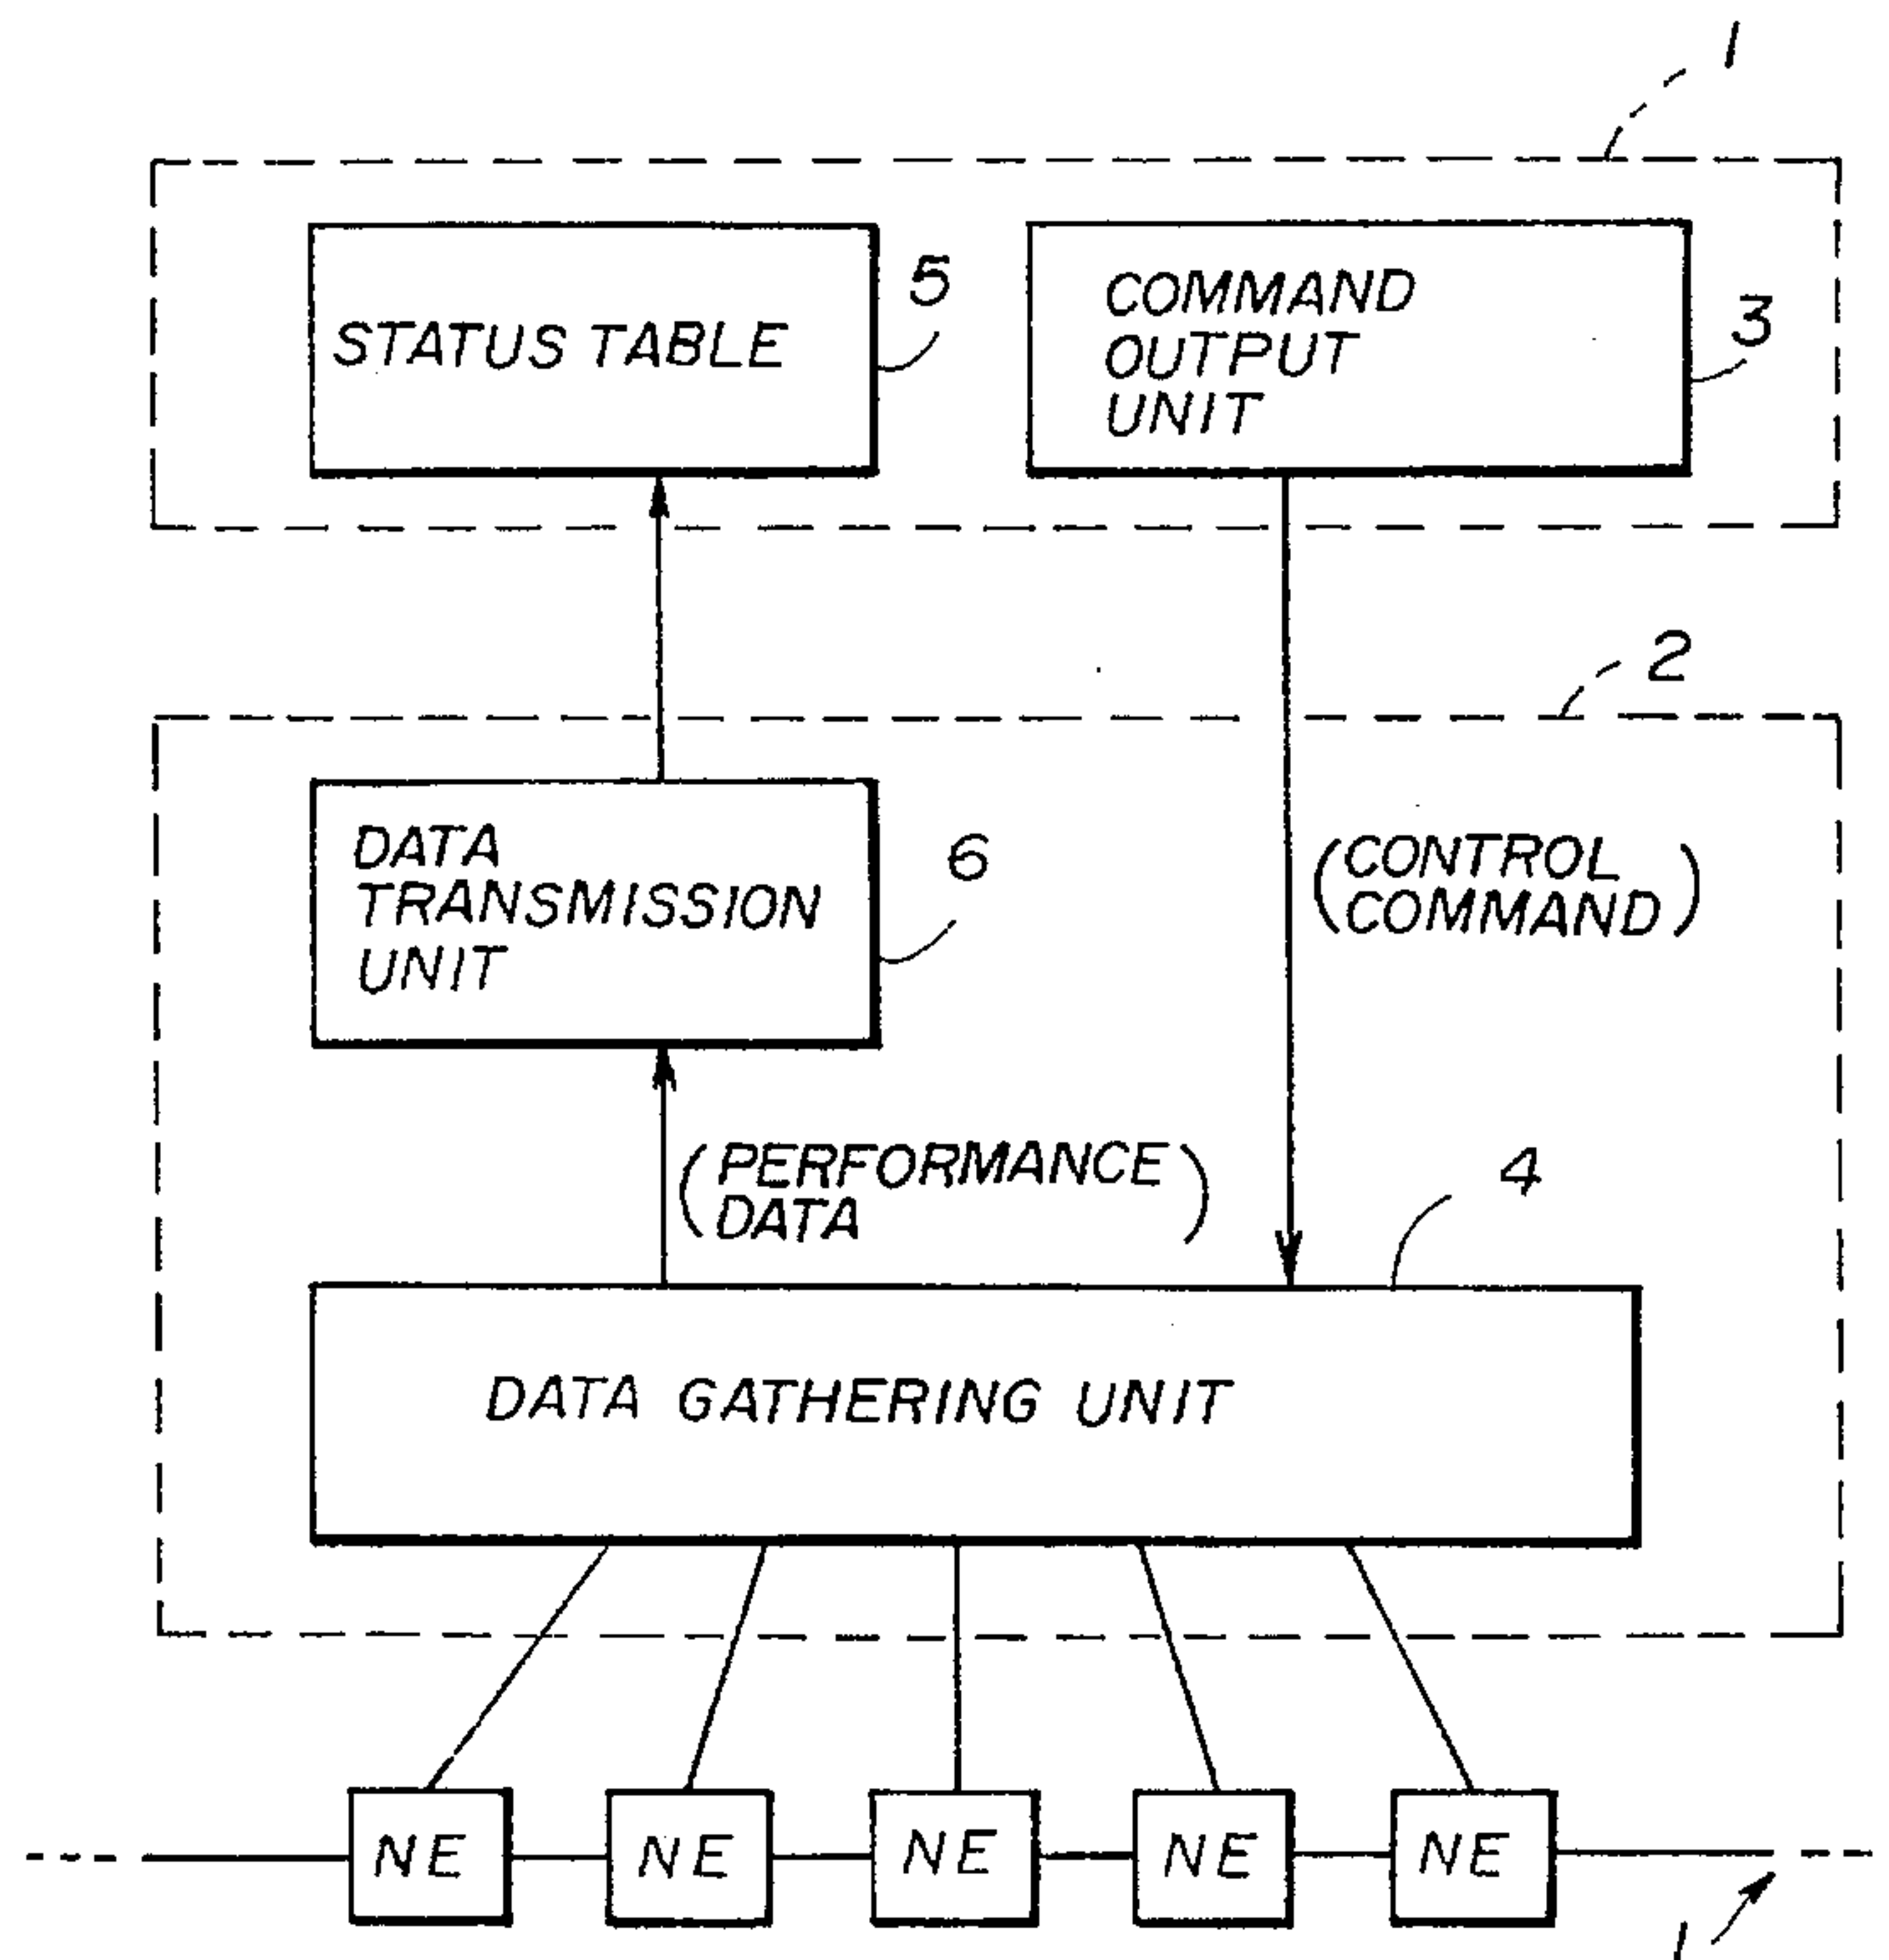 1
STATUS TABLE
5
COMMAND
OUTPUT
UNIT
3
2
DATA
TRANSMISSION
UNIT
6
(CONTROL
COMMAND)
(PERFORMANCE
DATA)
4
DATA GATHERING UNIT
NE NE NE NE NE